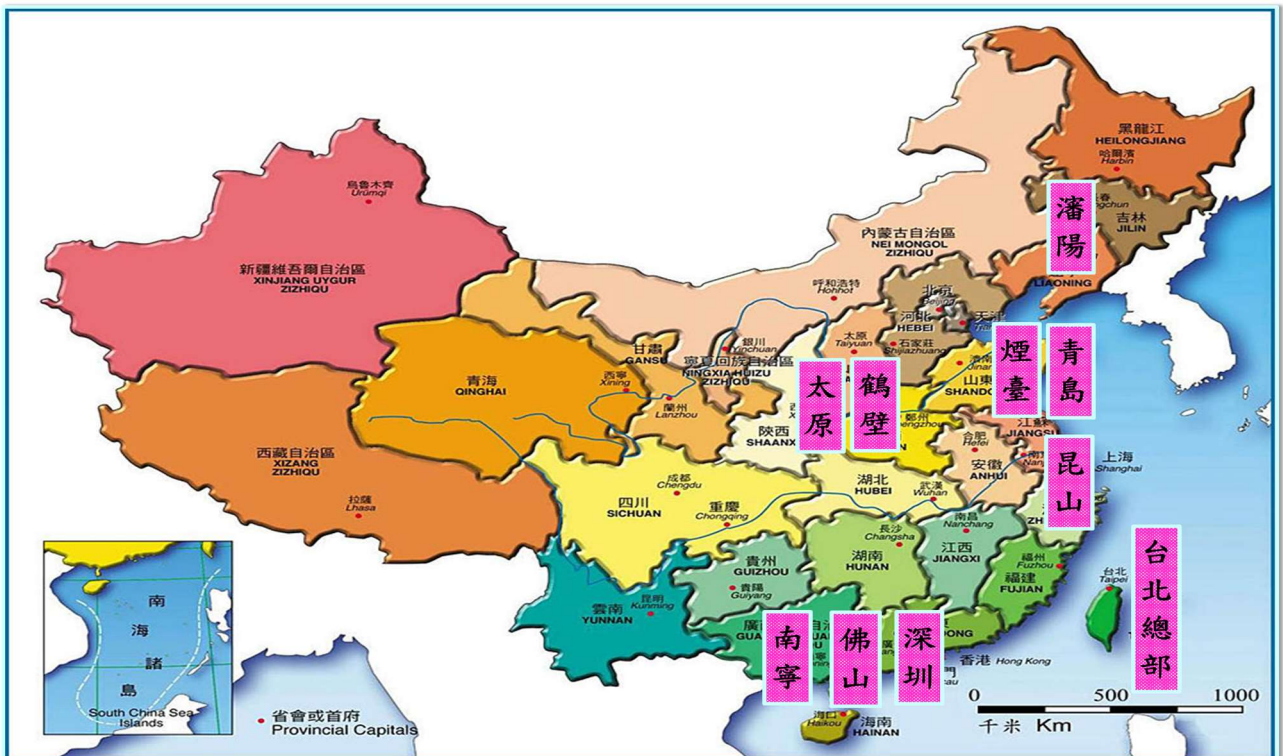 黑龍江
HEILONGJIANG
哈爾濱
Harbin
烏魯木齊
Urümqi
吉林
JILIN
瀋陽
內蒙古自治區
NEI MONGOL
ZIZHIQU
新疆維吾爾自治區
XINJIANG UYGUR
ZIZHIQU
LIAONING
呼和浩特
Hohhot
北京
Beijing
河北
HEBEI
天津
太原
Taiyuan
石家莊
Shijiazhuang
銀川
Yinchuan
寧夏回族自治區
NINGXIA HUIZU
ZIZHIQU
甘肅
GANSU
青海
QINGHAI
西寧
Xining
蘭州
Lanzhou
濟南
Jinan
山東
煙臺
青島
太原
鶴壁
鄭州
陝西
江蘇
JIANGSU
合肥
Hefei
安徽
ANHUI
昆山
上海
Shanghai
西藏自治區
XIZANG
ZIZHIQU
拉薩
Lhasa
四川
SICHUAN
成都
Chengdu
重慶
Chongqing
湖北
HUBEI
武漢
Wuhan
南昌
Nanchang
長沙
Changsha
湖南
HUNAN
江西
JIANGXI
福州
Fuzhou
福建
FUJIAN
台北
Taipei
台北總部
貴州
GUIZHOU
貴陽
Guiyang
昆明
Kunming
雲南
YUNNAN
南寧
佛山
深圳
香港 Hong Kong
海口
Haikou
海南
HAINAN
南海諸島
South China Sea
Islands
省會或首府
Provincial Capitals
0 500 1000
千米 Km